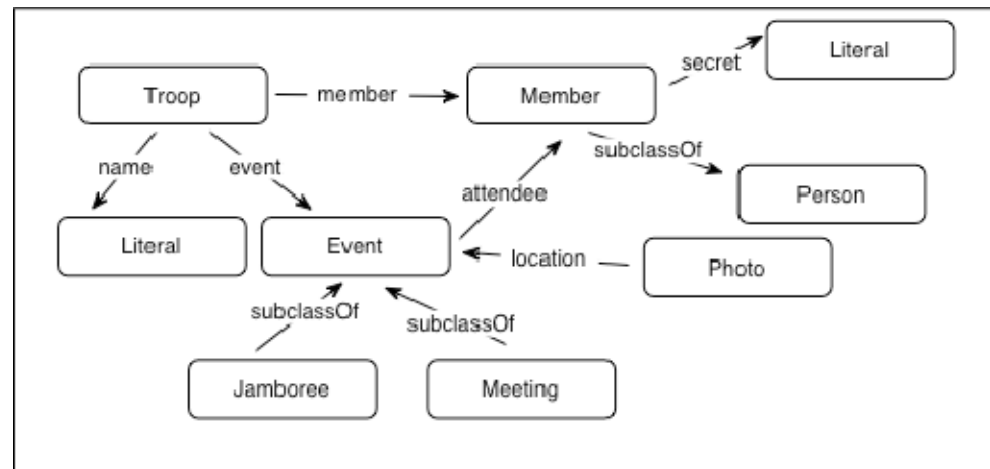 Literal
secret
Troop
member
Member
name
event
subclassOf
attendee
Person
Literal
Event
location
Photo
subclassOf
subclassOf
Jamboree
Meeting